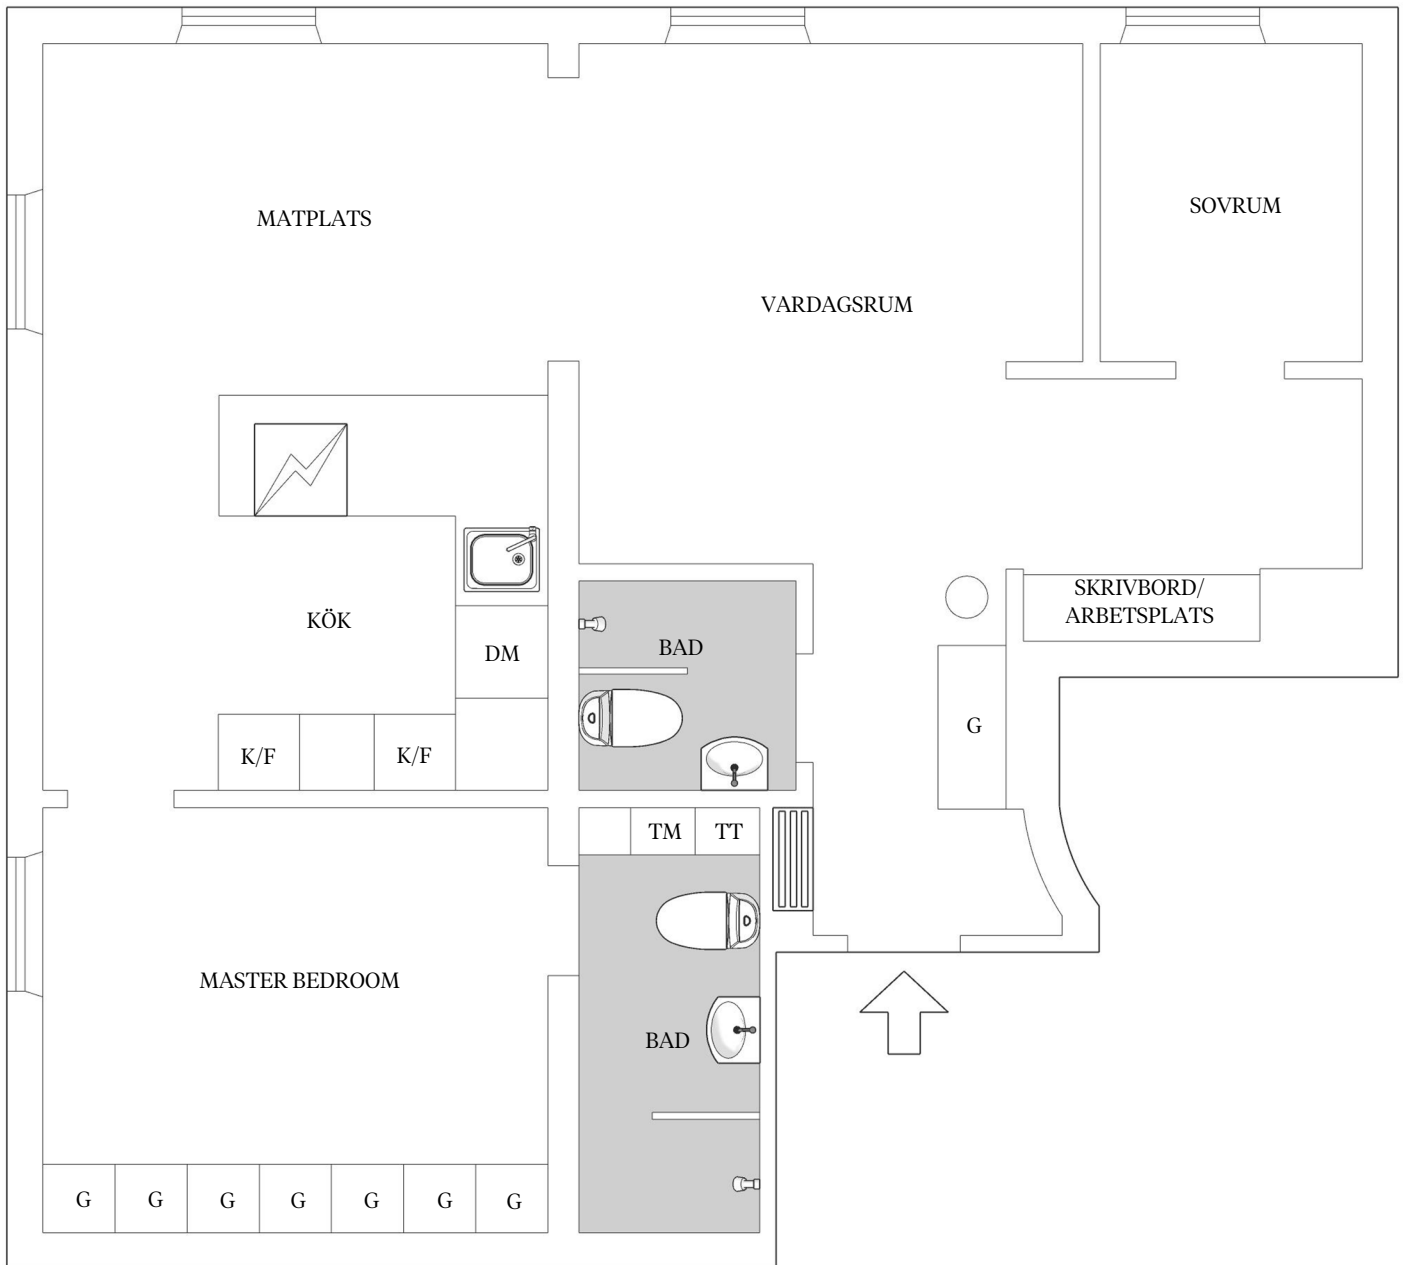 SOVRUM
MATPLATS
VARDAGSRUM
SKRIVBORD/
ARBETSPLATS
KÖK
BAD
DM
G
K/F
K/F
TM
TT
MASTER BEDROOM
BAD
G
G
G
G
G
G
G